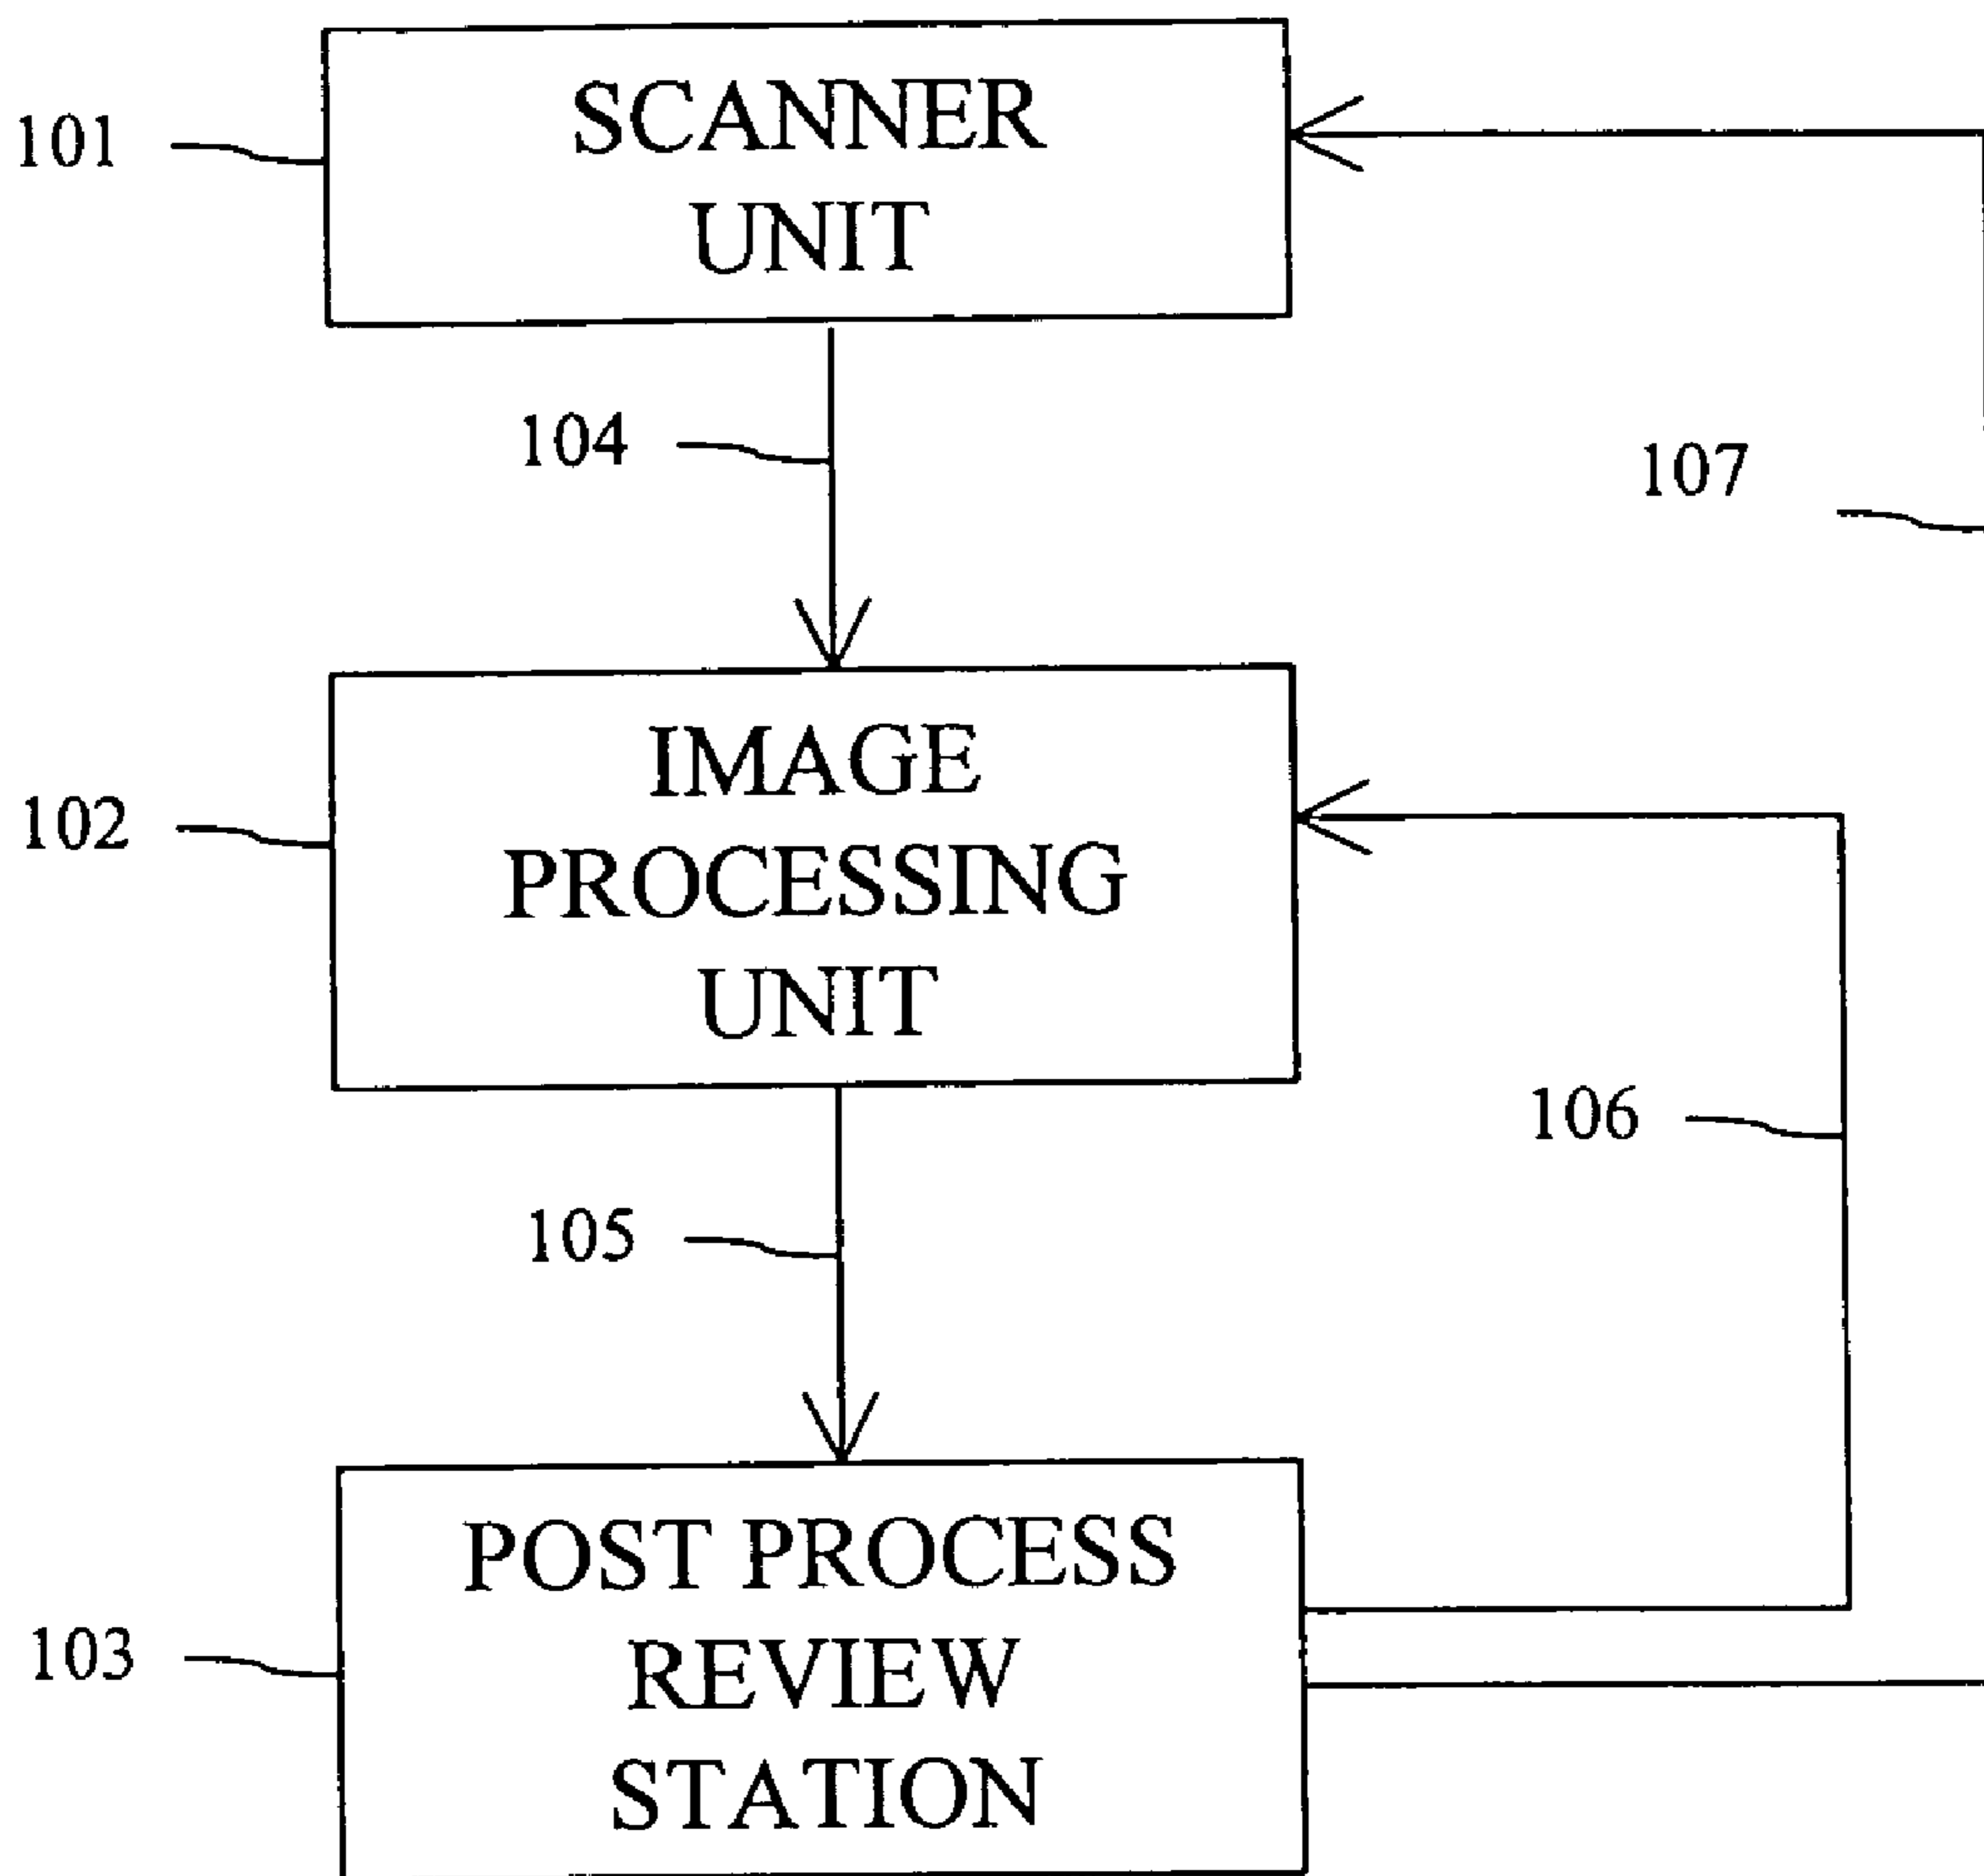 101
SCANNER
UNIT
104
107
102
IMAGE
PROCESSING
UNIT
106
105
103
POST PROCESS
REVIEW
STATION